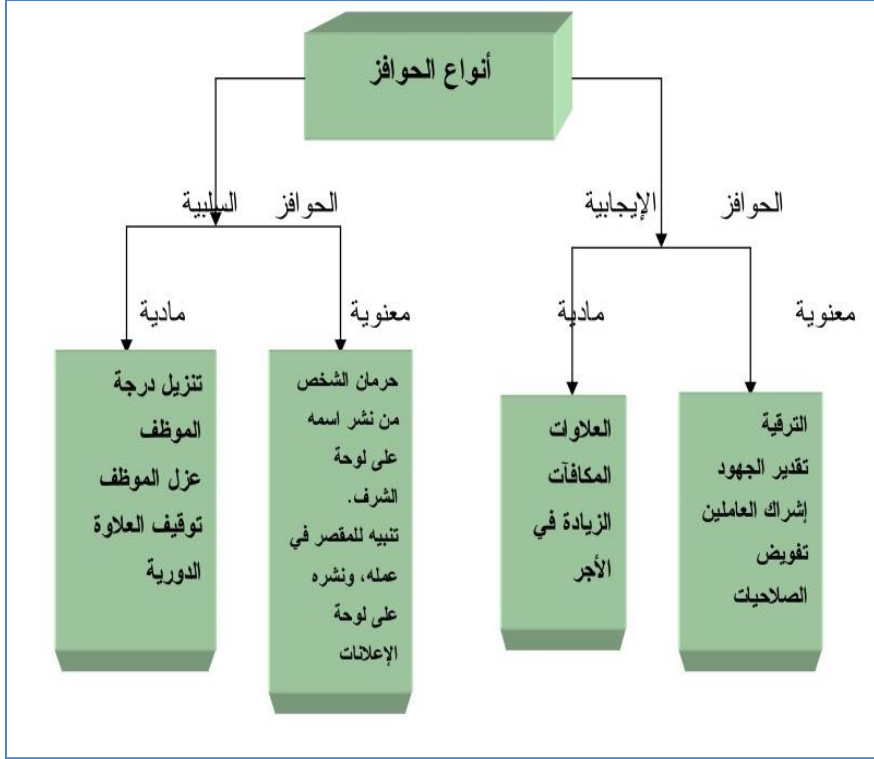 أنواع الحوافز
الحوافز الإيجابية
الحوافز السلبية
معنوية
مادية
معنوية
مادية
الترقية
تقدير الجهود
إشراك العاملين
تفويض
الصلاحيات
العلاوات
المكافآت
الزيادة في
الأجر
حرمان الشخص
من نشر اسمه
على لوحة
الشرف.
تنبيه للمقصر في
عمله، ونشره
على لوحة
الإعلانات
تنزيل درجة
الموظف
عزل الموظف
توقيف العلاوة
الدورية